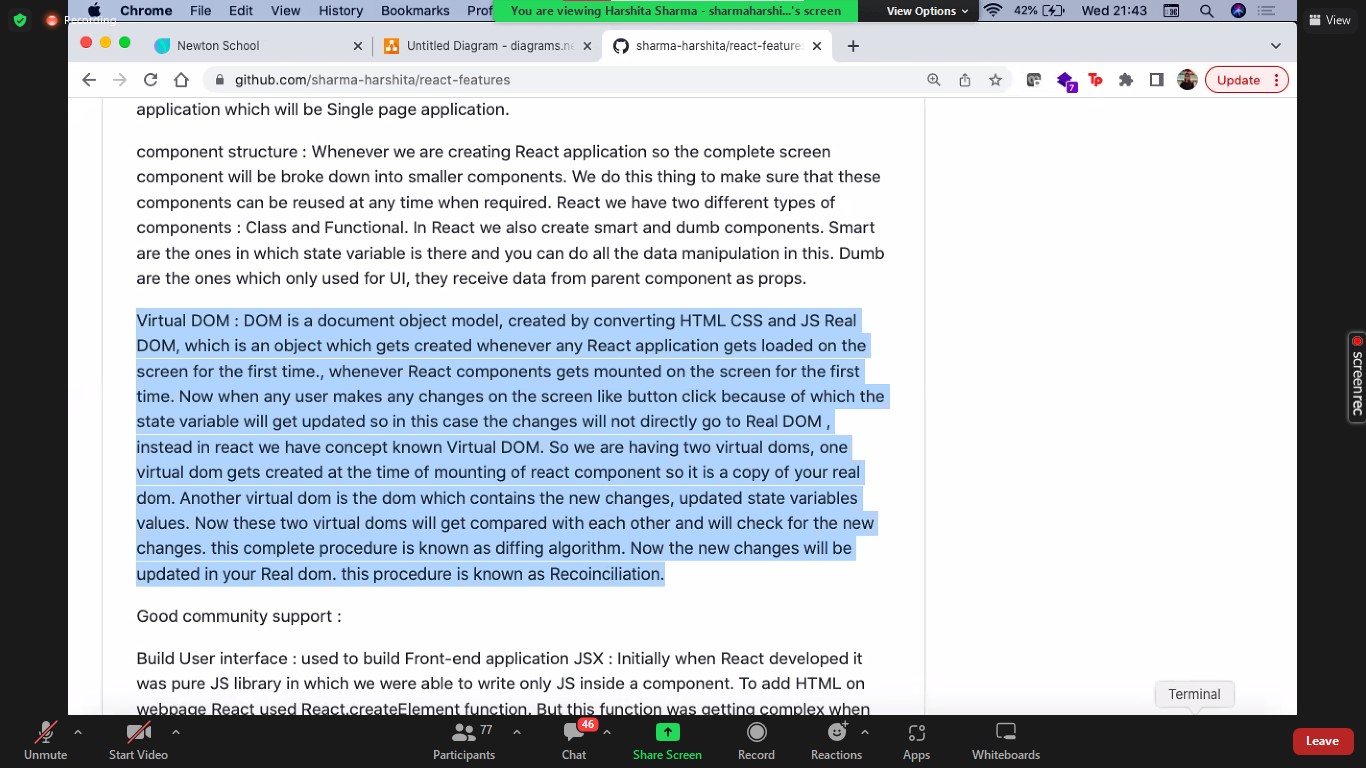 Recording
Chrome File Edit View History Bookmarks Prof
You are viewing Harshita Sharma - sharmaharshi...'s screen
View Options
42%
Wed 21:43
View
Newton School
Untitled Diagram - diagrams.ne
sharma-harshita/react-features
github.com/sharma-harshita/react-features
7
Tp
Update
application which will be Single page application.
component structure : Whenever we are creating React application so the complete screen
component will be broke down into smaller components. We do this thing to make sure that these
components can be reused at any time when required. React we have two different types of
components : Class and Functional. In React we also create smart and dumb components. Smart
are the ones in which state variable is there and you can do all the data manipulation in this. Dumb
are the ones which only used for UI, they receive data from parent component as props.
Virtual DOM : DOM is a document object model, created by converting HTML CSS and JS Real
DOM, which is an object which gets created whenever any React application gets loaded on the
screen for the first time., whenever React components gets mounted on the screen for the first
time. Now when any user makes any changes on the screen like button click because of which the
state variable will get updated so in this case the changes will not directly go to Real DOM ,
instead in react we have concept known Virtual DOM. So we are having two virtual doms, one
virtual dom gets created at the time of mounting of react component so it is a copy of your real
dom. Another virtual dom is the dom which contains the new changes, updated state variables
values. Now these two virtual doms will get compared with each other and will check for the new
changes. this complete procedure is known as diffing algorithm. Now the new changes will be
updated in your Real dom. this procedure is known as Recoinciliation.
Good community support :
Build User interface : used to build Front-end application JSX : Initially when React developed it
was pure JS library in which we were able to write only JS inside a component. To add HTML on
webpage React used React.createElement function. But this function was getting complex when
Terminal
screenrec
Unmute
Start Video
Participants
77
Chat
46
Share Screen
Record
Reactions
Apps
Whiteboards
Leave